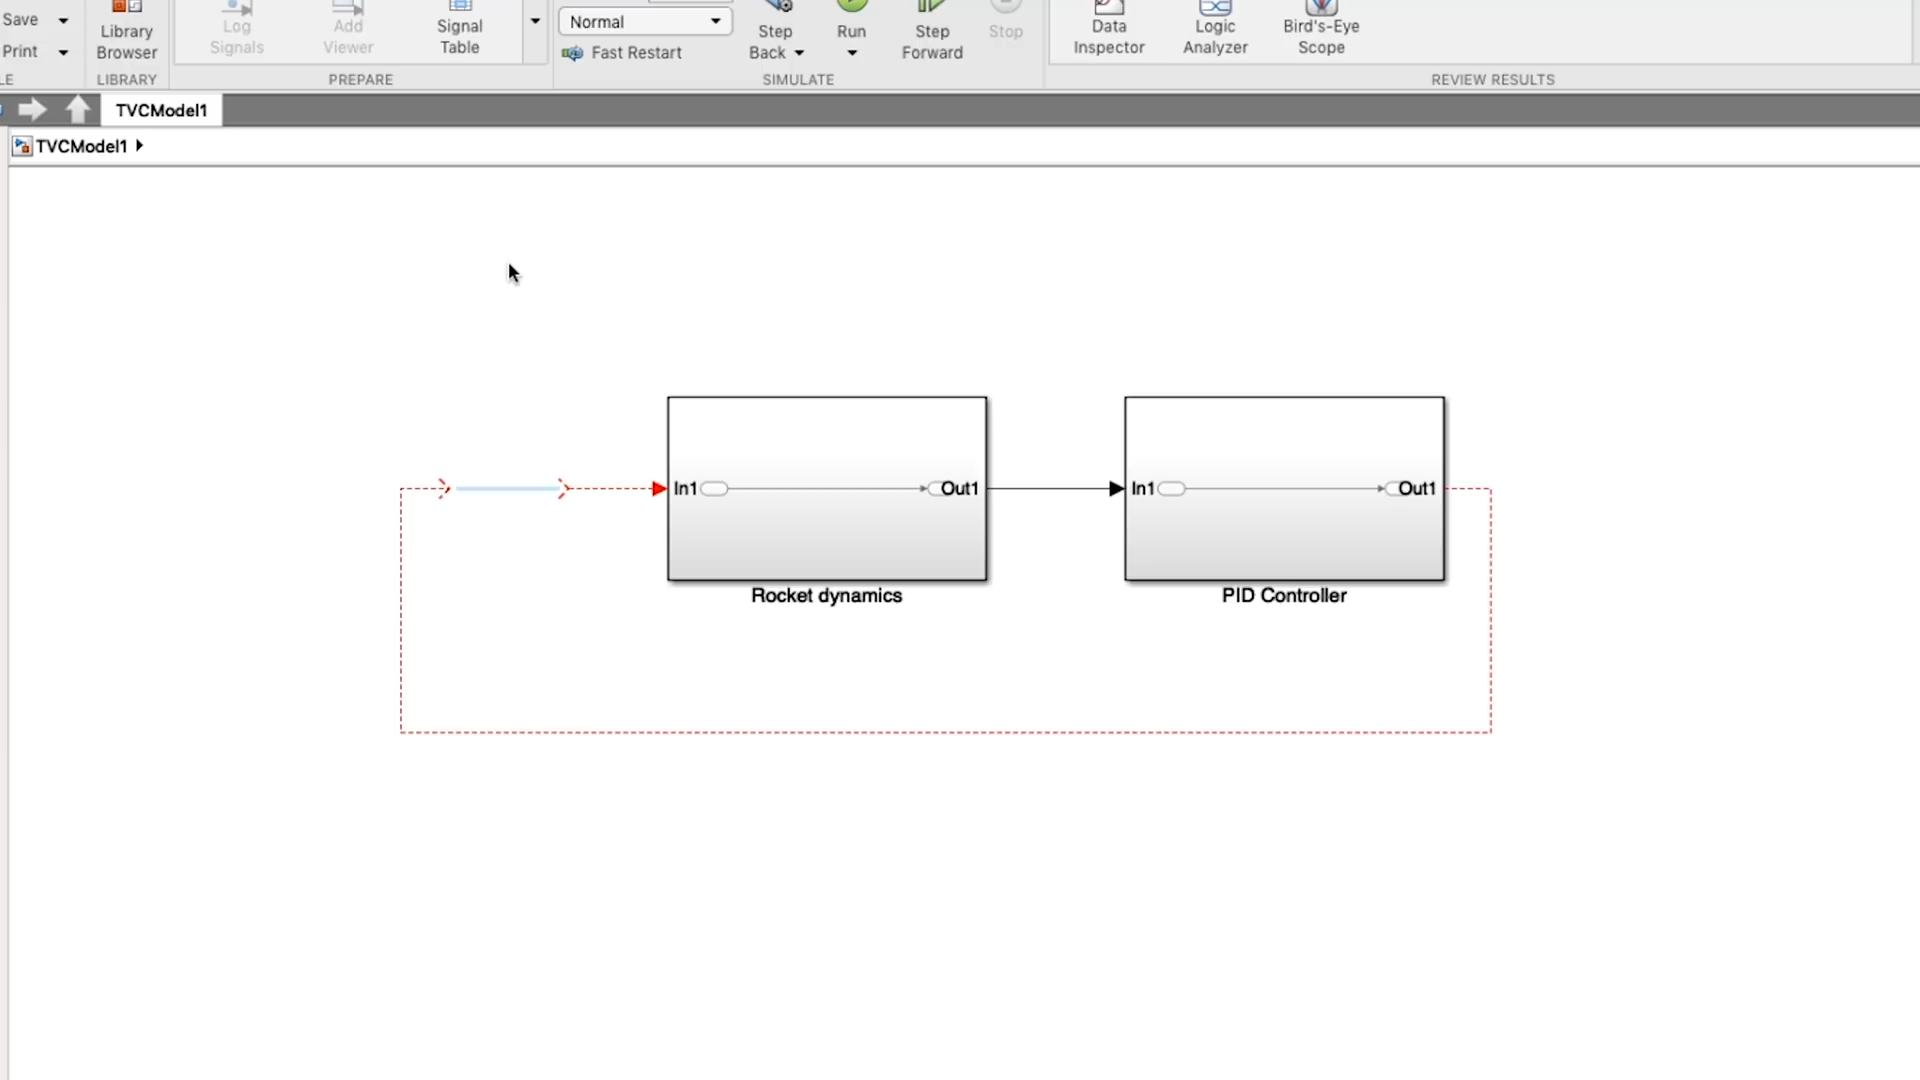 Save
Print
LE
Library
Browser
LIBRARY
Log
Signals
Add
Viewer
Signal
Table
PREPARE
Normal
Fast Restart
Step
Back
Run
Step
Forward
Stop
SIMULATE
Data
Inspector
Logic
Analyzer
Bird's-Eye
Scope
REVIEW RESULTS
TVCModel1
TVCModel1
In1
Out1
In1
Out1
Rocket dynamics
PID Controller